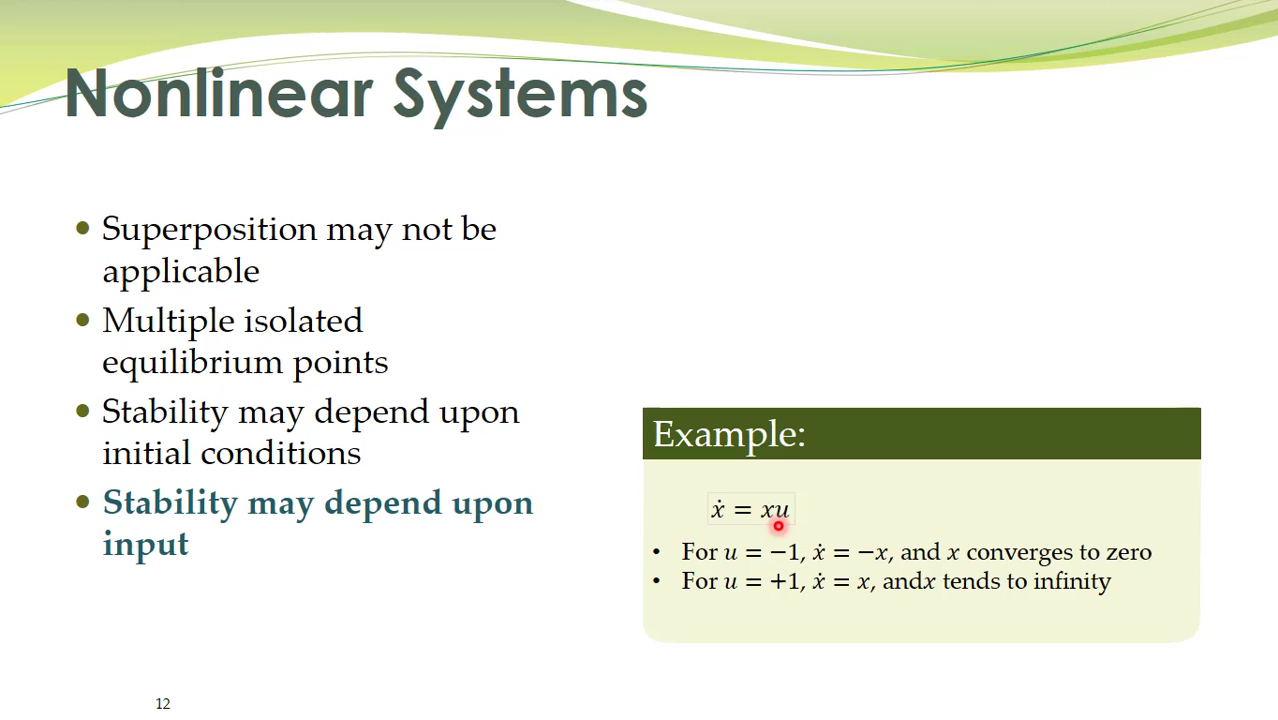 Nonlinear Systems
• Superposition may not be
applicable
• Multiple isolated
equilibrium points
• Stability may depend upon
initial conditions
• Stability may depend upon
input
Example:
ẋ = xu
• For u = −1, ẋ = −x, and x converges to zero
• For u = +1, ẋ = x, andx tends to infinity
12